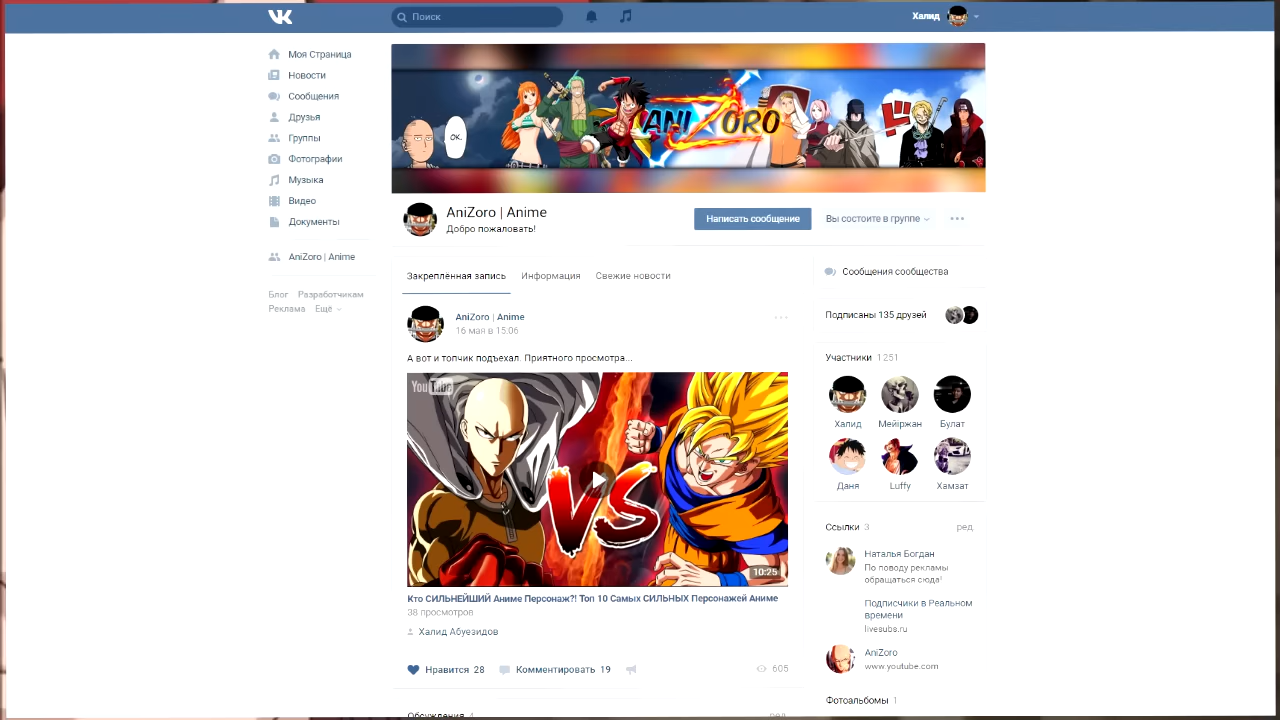 Поиск
Халид
Моя Страница
Новости
Сообщения
Друзья
Группы
Фотографии
Музыка
Видео
Документы
AniZoro | Anime
Блог Разработчикам
Реклама Ещё
OK.
ANIZORO
AniZoro | Anime
Добро пожаловать!
Написать сообщение
Вы состоите в группе
Закреплённая запись Информация Свежие новости
AniZoro | Anime
16 мая в 15:06
А вот и топчик подъехал. Приятного просмотра...
YouTube
VS
10:25
Кто СИЛЬНЕЙШИЙ Аниме Персонаж?! Топ 10 Самых СИЛЬНЫХ Персонажей Аниме
38 просмотров
Халид Абуезидов
Нравится 28 Комментировать 19
605
Обсуждения 4 ред.
Сообщения сообщества
Подписаны 135 друзей
Участники 1 251
Халид Мейіржан Булат
Даня Luffy Хамзат
Ссылки 3 ред
Наталья Богдан
По поводу рекламы
обращаться сюда!
Подписчики в Реальном
времени
livesubs.ru
AniZoro
www.youtube.com
Фотоальбомы 1